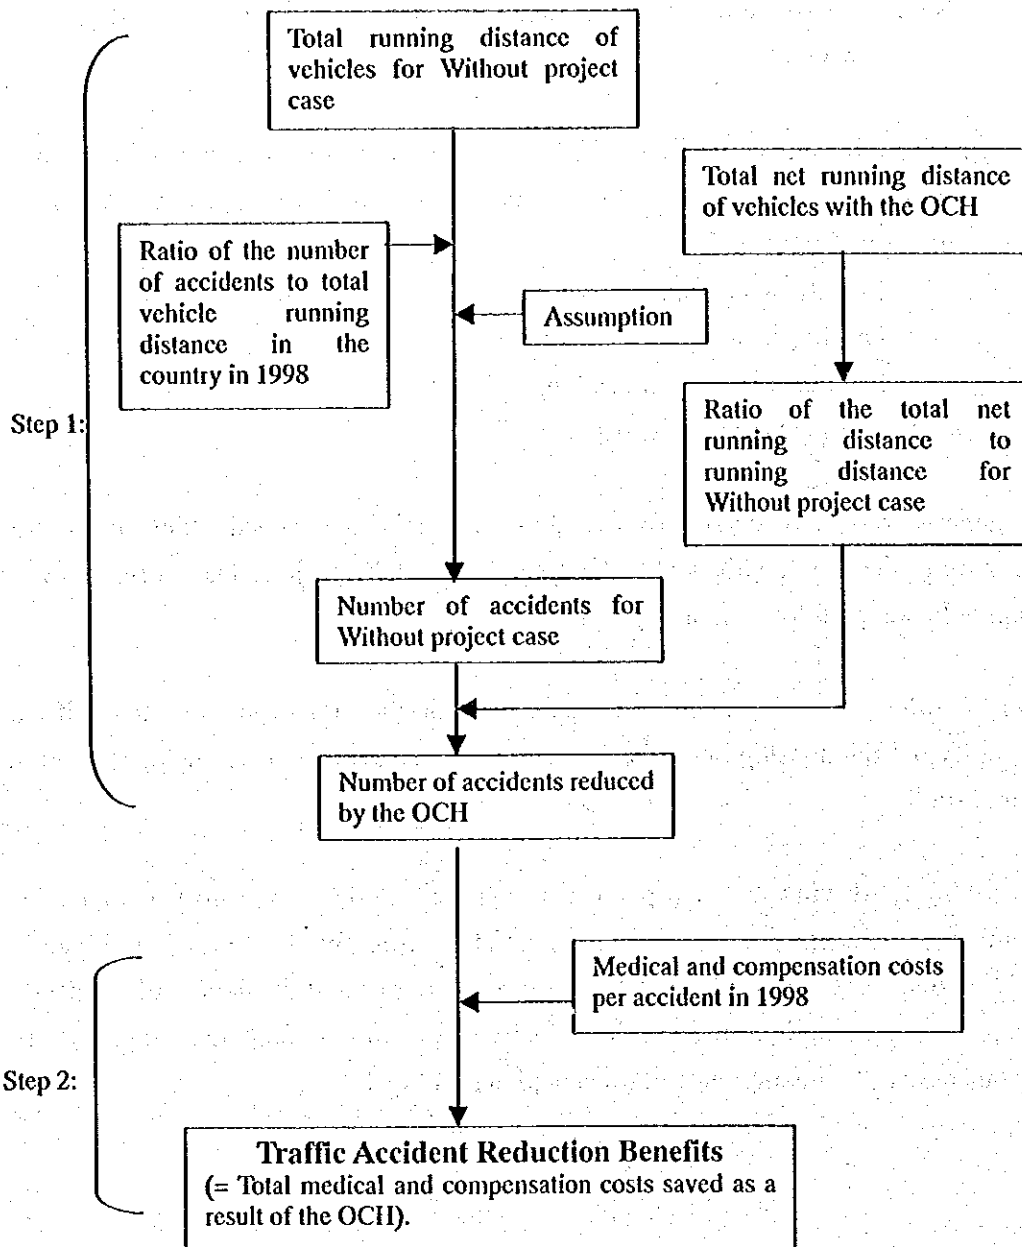 Total running distance of
vehicles for Without project
case
Total net running distance
of vehicles with the OCH
Ratio of the number
of accidents to total
vehicle running
distance in the
country in 1998
Assumption
Step 1:
Ratio of the total net
running distance to
running distance for
Without project case
Number of accidents for
Without project case
Number of accidents reduced
by the OCH
Medical and compensation costs
per accident in 1998
Step 2:
Traffic Accident Reduction Benefits
(= Total medical and compensation costs saved as a
result of the OCH).